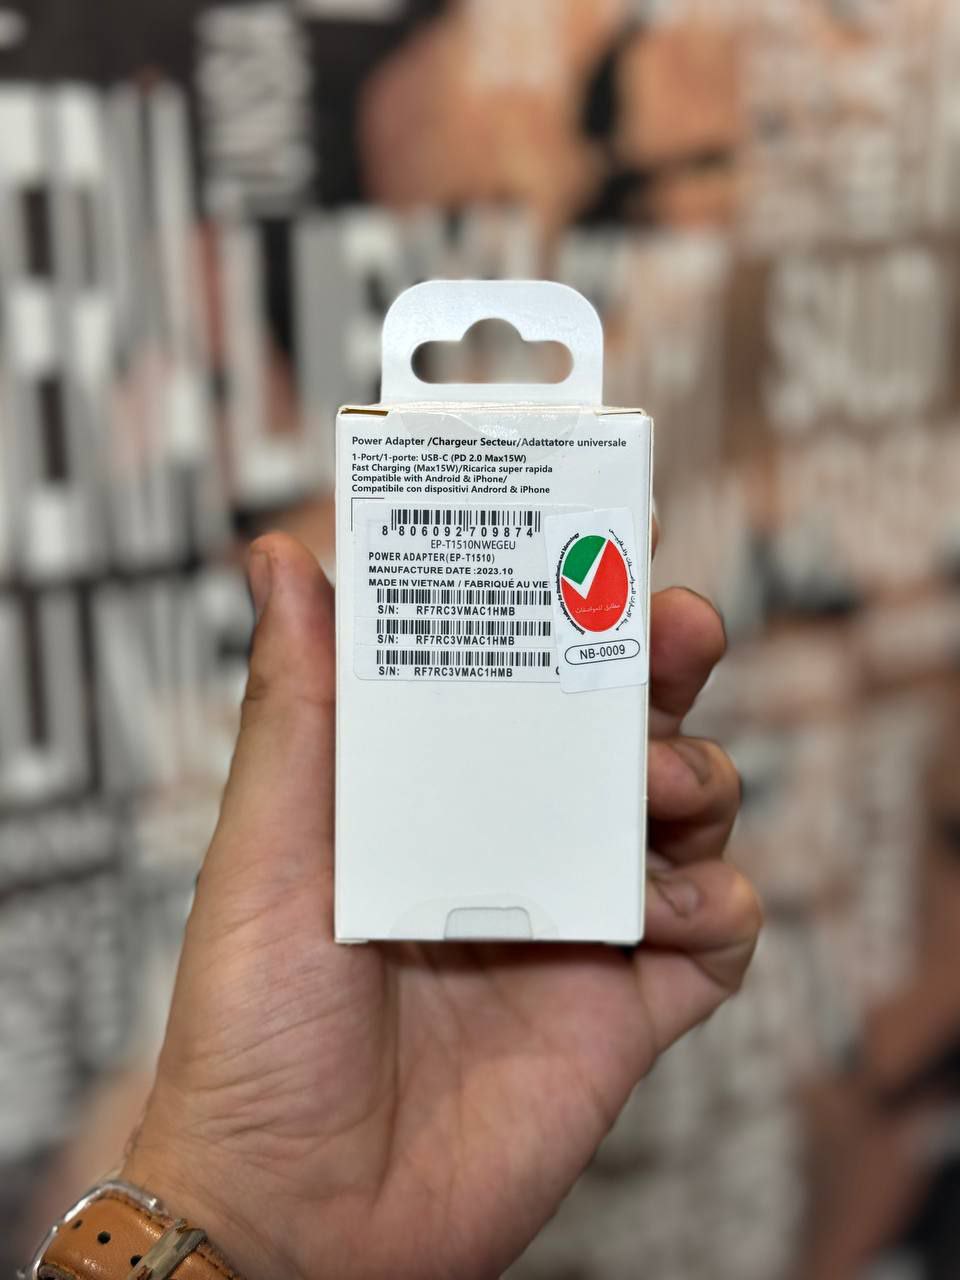 Power Adapter /Chargeur Secteur/Adattatore universale
1-Port/1-porte: USB-C (PD 2.0 Max15W)
Fast Charging (Max15W)/Ricarica super rapida
Compatible with Android & iPhone/
Compatibile con dispositivi Andrord & iPhone
8 806092 709874
EP-T1510NWEGEU
POWER ADAPTER(EP-T1510)
MANUFACTURE DATE :2023.10
MADE IN VIETNAM / FABRIQUÉ AU VIE
S/N: RF7RC3VMAC1HMB
S/N: RF7RC3VMAC1HMB
S/N: RF7RC3VMAC1HMB
مطابق للمواصفات
NB-0009